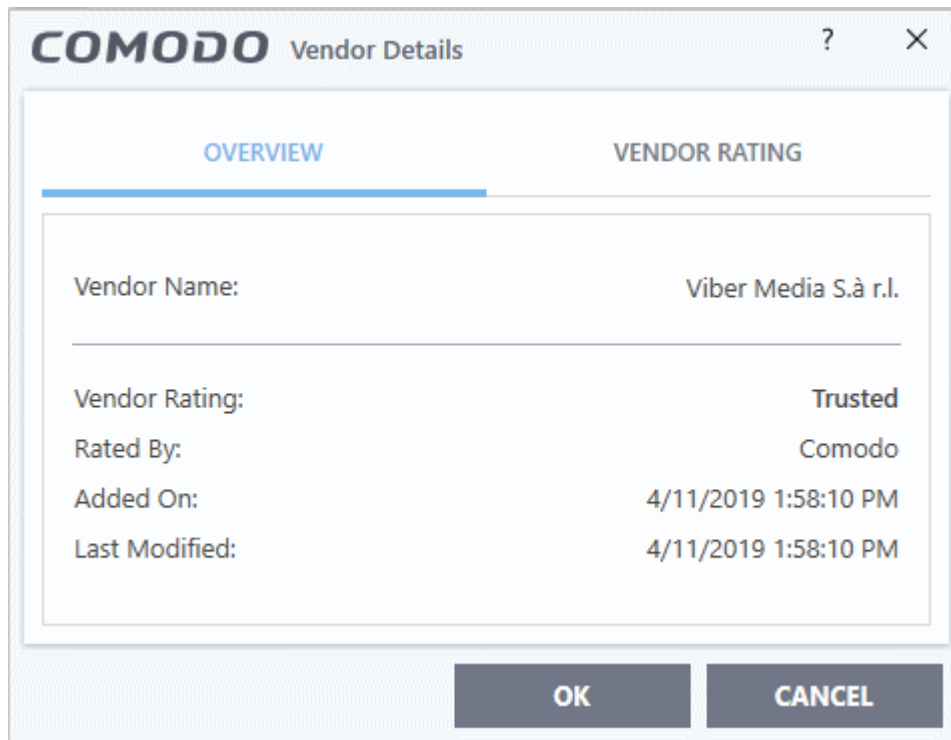 COMODO Vendor Details ? ×
OVERVIEW VENDOR RATING
Vendor Name: Viber Media S.à r.l.
Vendor Rating: Trusted
Rated By: Comodo
Added On: 4/11/2019 1:58:10 PM
Last Modified: 4/11/2019 1:58:10 PM
OK CANCEL